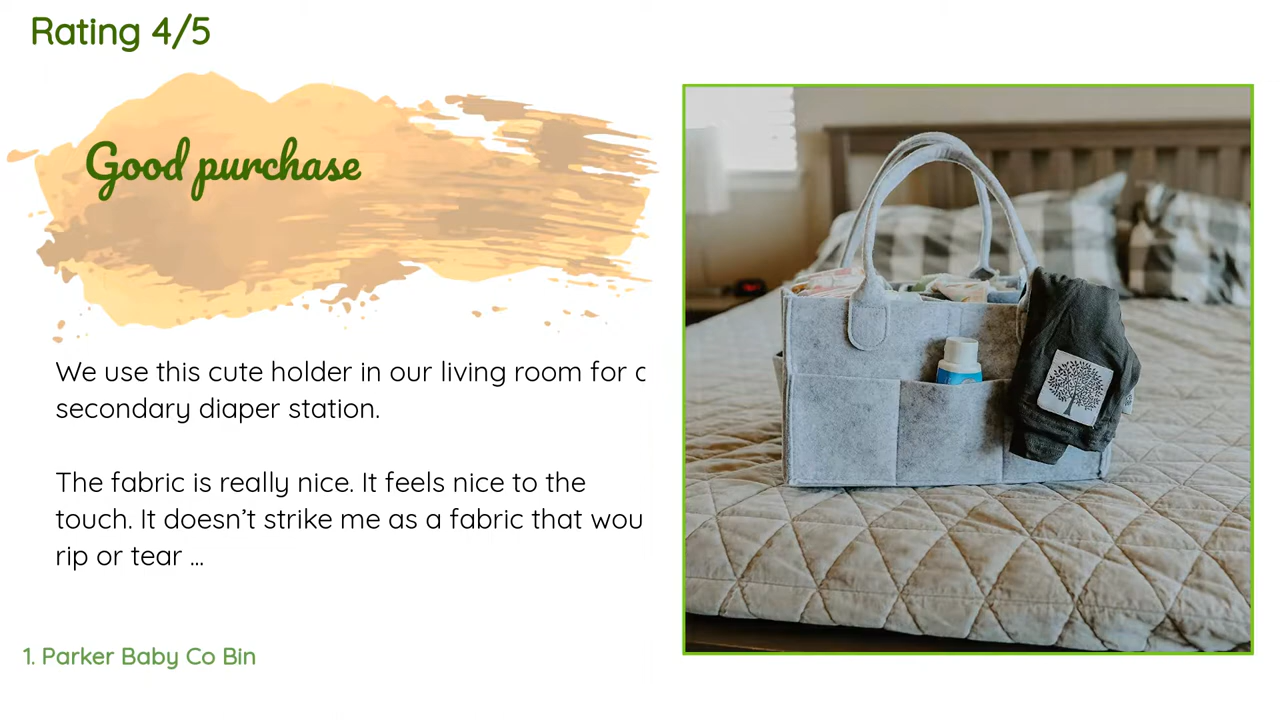 Rating 4/5
Good purchase
We use this cute holder in our living room for
secondary diaper station.
The fabric is really nice. It feels nice to the
touch. It doesn’t strike me as a fabric that wou
rip or tear ...
1. Parker Baby Co Bin